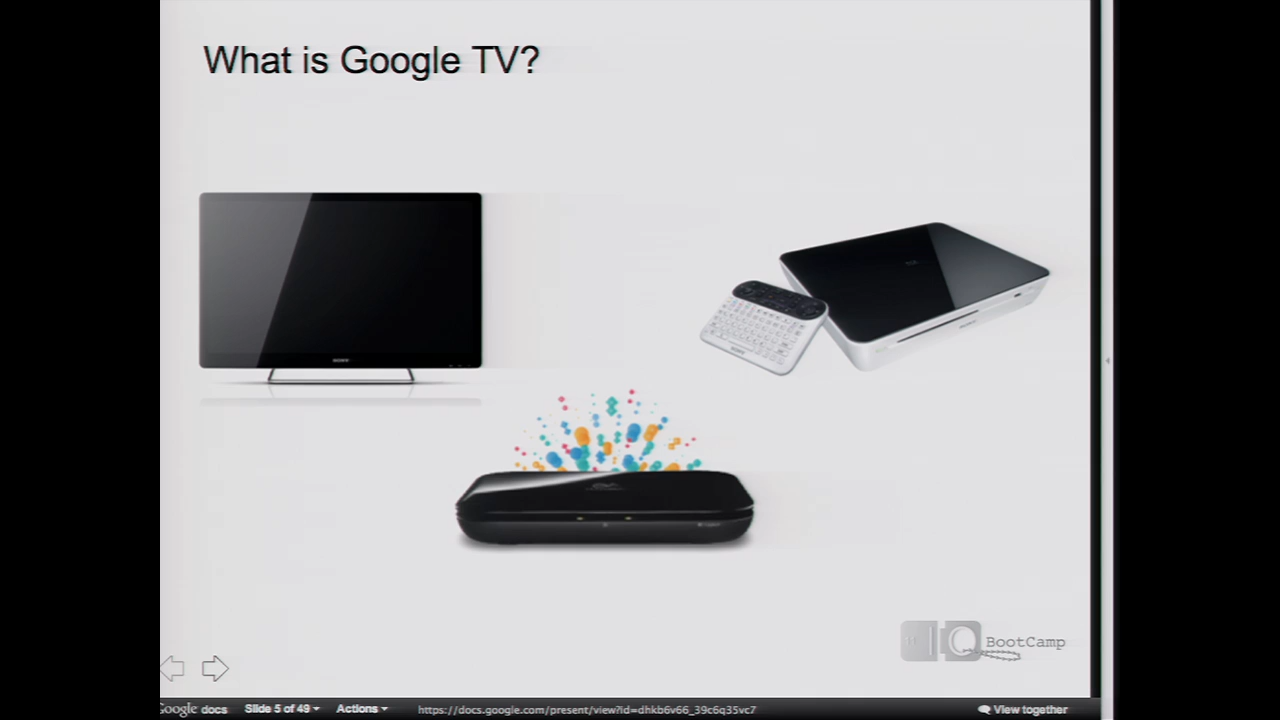 What is Google TV?
SONY
BootCamp
Google docs
Slide 5 of 49
Actions
https://docs.google.com/present/view?id=dhkb6v66_39c6q35vc7
View together